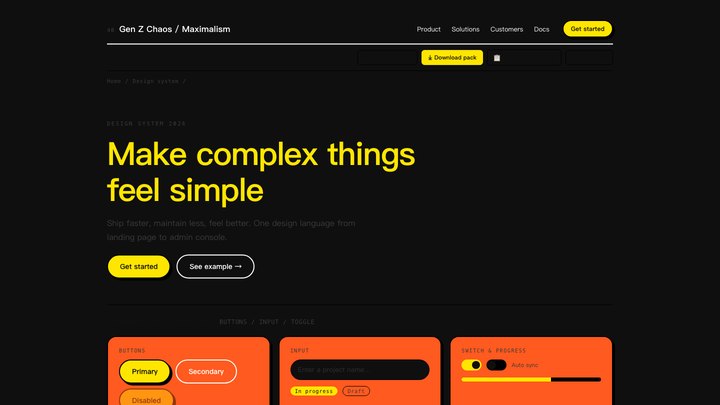 Gen Z Chaos / Maximalism
Product Solutions Customers Docs Get started
Download pack
Home / Design system /
DESIGN SYSTEM 2026
Make complex things
feel simple
Ship faster, maintain less, feel better. One design language from
landing page to admin console.
Get started See example →
BUTTONS / INPUT / TOGGLE
BUTTONS
Primary Secondary
Disabled
INPUT
Enter a project name...
In progress Draft
SWITCH & PROGRESS
Auto sync